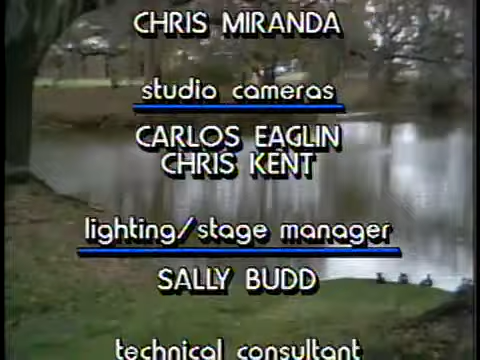 CHRIS MIRANDA
studio cameras
CARLOS EAGLIN
CHRIS KENT
lighting/stage manager
SALLY BUDD
technical consultant